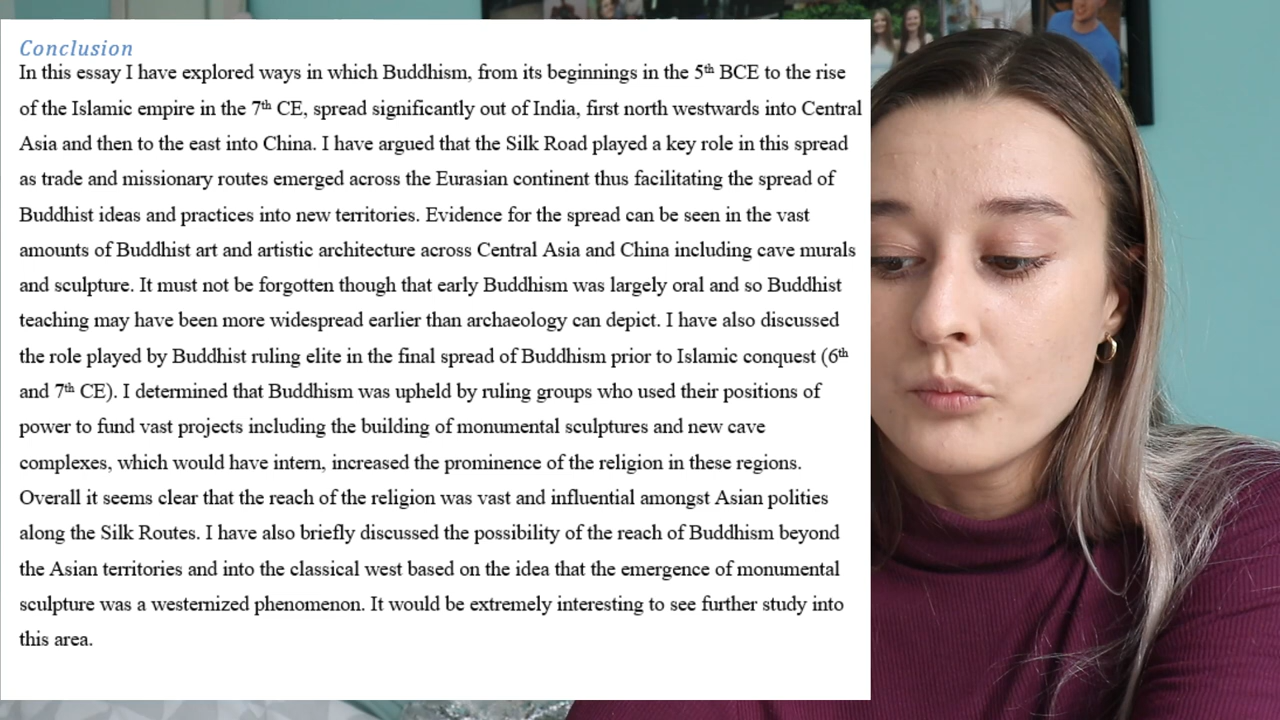 Conclusion
In this essay I have explored ways in which Buddhism, from its beginnings in the 5th BCE to the rise
of the Islamic empire in the 7th CE, spread significantly out of India, first north westwards into Central
Asia and then to the east into China. I have argued that the Silk Road played a key role in this spread
as trade and missionary routes emerged across the Eurasian continent thus facilitating the spread of
Buddhist ideas and practices into new territories. Evidence for the spread can be seen in the vast
amounts of Buddhist art and artistic architecture across Central Asia and China including cave murals
and sculpture. It must not be forgotten though that early Buddhism was largely oral and so Buddhist
teaching may have been more widespread earlier than archaeology can depict. I have also discussed
the role played by Buddhist ruling elite in the final spread of Buddhism prior to Islamic conquest (6th
and 7th CE). I determined that Buddhism was upheld by ruling groups who used their positions of
power to fund vast projects including the building of monumental sculptures and new cave
complexes, which would have intern, increased the prominence of the religion in these regions.
Overall it seems clear that the reach of the religion was vast and influential amongst Asian polities
along the Silk Routes. I have also briefly discussed the possibility of the reach of Buddhism beyond
the Asian territories and into the classical west based on the idea that the emergence of monumental
sculpture was a westernized phenomenon. It would be extremely interesting to see further study into
this area.